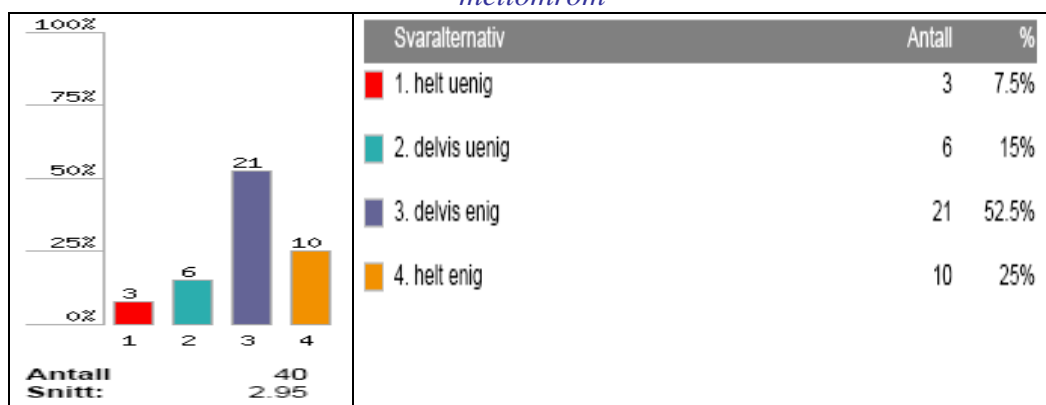 mellomrom
100%
75%
50%
25%
0%
3
6
21
10
1 2 3 4
Antall 40
Snitt: 2.95
Svaralternativ Antall %
1. helt uenig 3 7.5%
2. delvis uenig 6 15%
3. delvis enig 21 52.5%
4. helt enig 10 25%